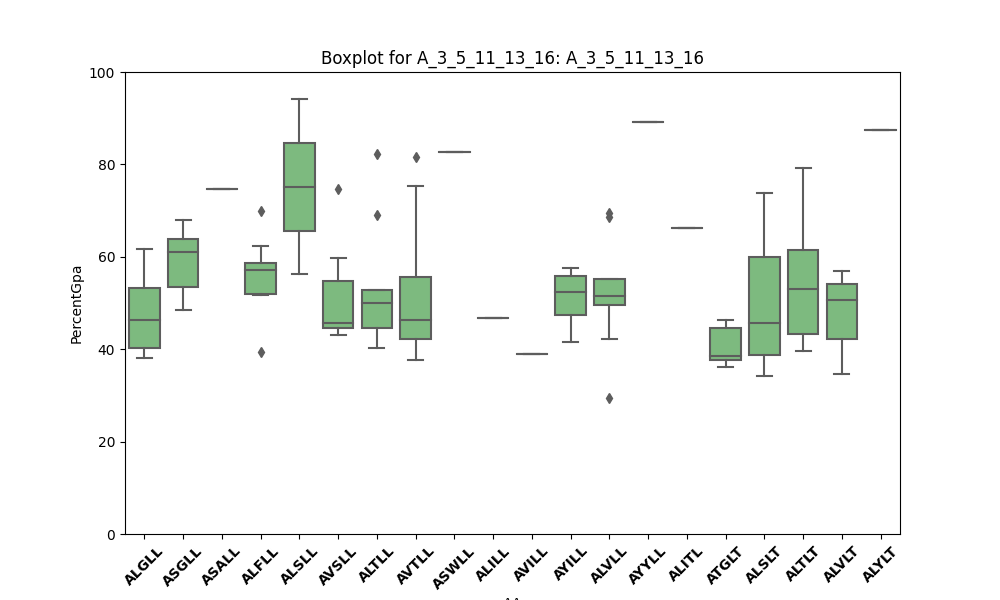 Boxplot for A_3_5_11_13_16: A_3_5_11_13_16
PercentGpa
100
80
60
40
20
0
ALGLL
ASGLL
ASALL
ALFLL
ALSLL
AVSLL
ALTLL
AVTLL
ASWLL
ALILL
AVILL
AYILL
ALVLL
AYYLL
ALITL
ATGLT
ALSLT
ALTLT
ALVLT
ALYLT